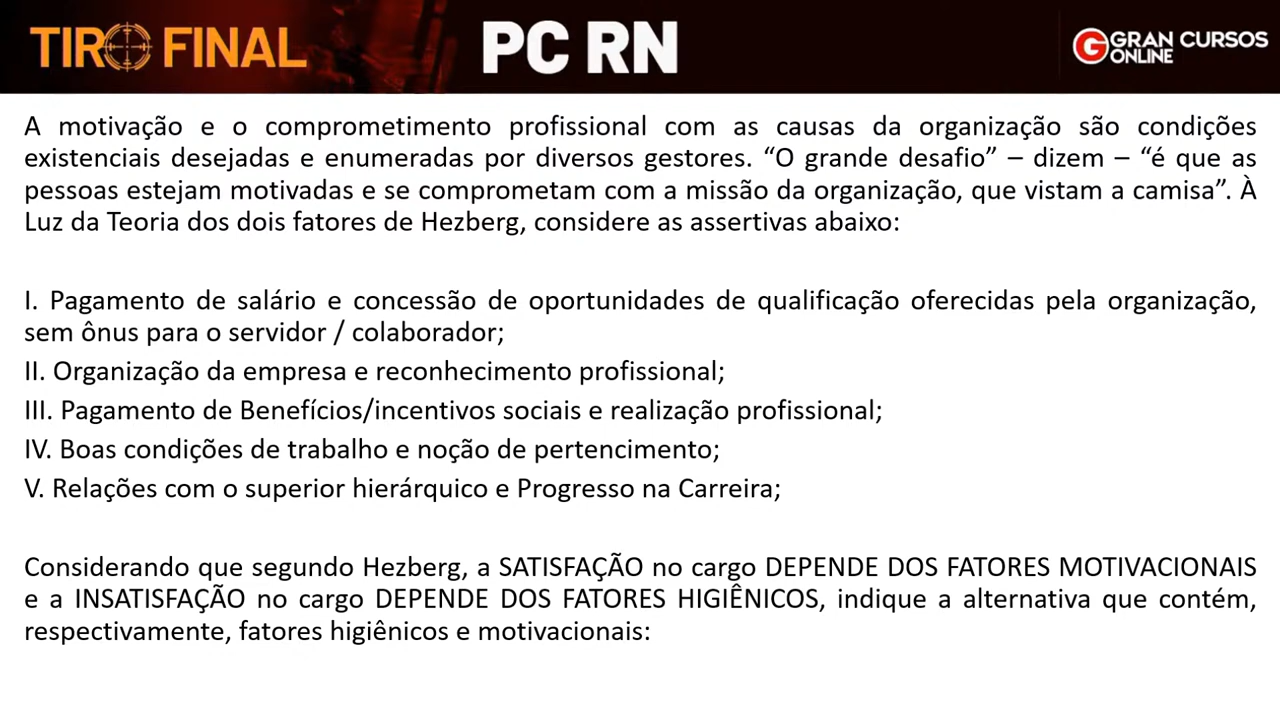 TIRO FINAL
PC RN
GRAN CURSOS
ONLINE
A motivação e o comprometimento profissional com as causas da organização são condições
existenciais desejadas e enumeradas por diversos gestores. “O grande desafio” – dizem – “é que as
pessoas estejam motivadas e se comprometam com a missão da organização, que vistam a camisa”. À
Luz da Teoria dos dois fatores de Hezberg, considere as assertivas abaixo:
I. Pagamento de salário e concessão de oportunidades de qualificação oferecidas pela organização,
sem ônus para o servidor / colaborador;
II. Organização da empresa e reconhecimento profissional;
III. Pagamento de Benefícios/incentivos sociais e realização profissional;
IV. Boas condições de trabalho e noção de pertencimento;
V. Relações com o superior hierárquico e Progresso na Carreira;
Considerando que segundo Hezberg, a SATISFAÇÃO no cargo DEPENDE DOS FATORES MOTIVACIONAIS
e a INSATISFAÇÃO no cargo DEPENDE DOS FATORES HIGIÊNICOS, indique a alternativa que contém,
respectivamente, fatores higiênicos e motivacionais: